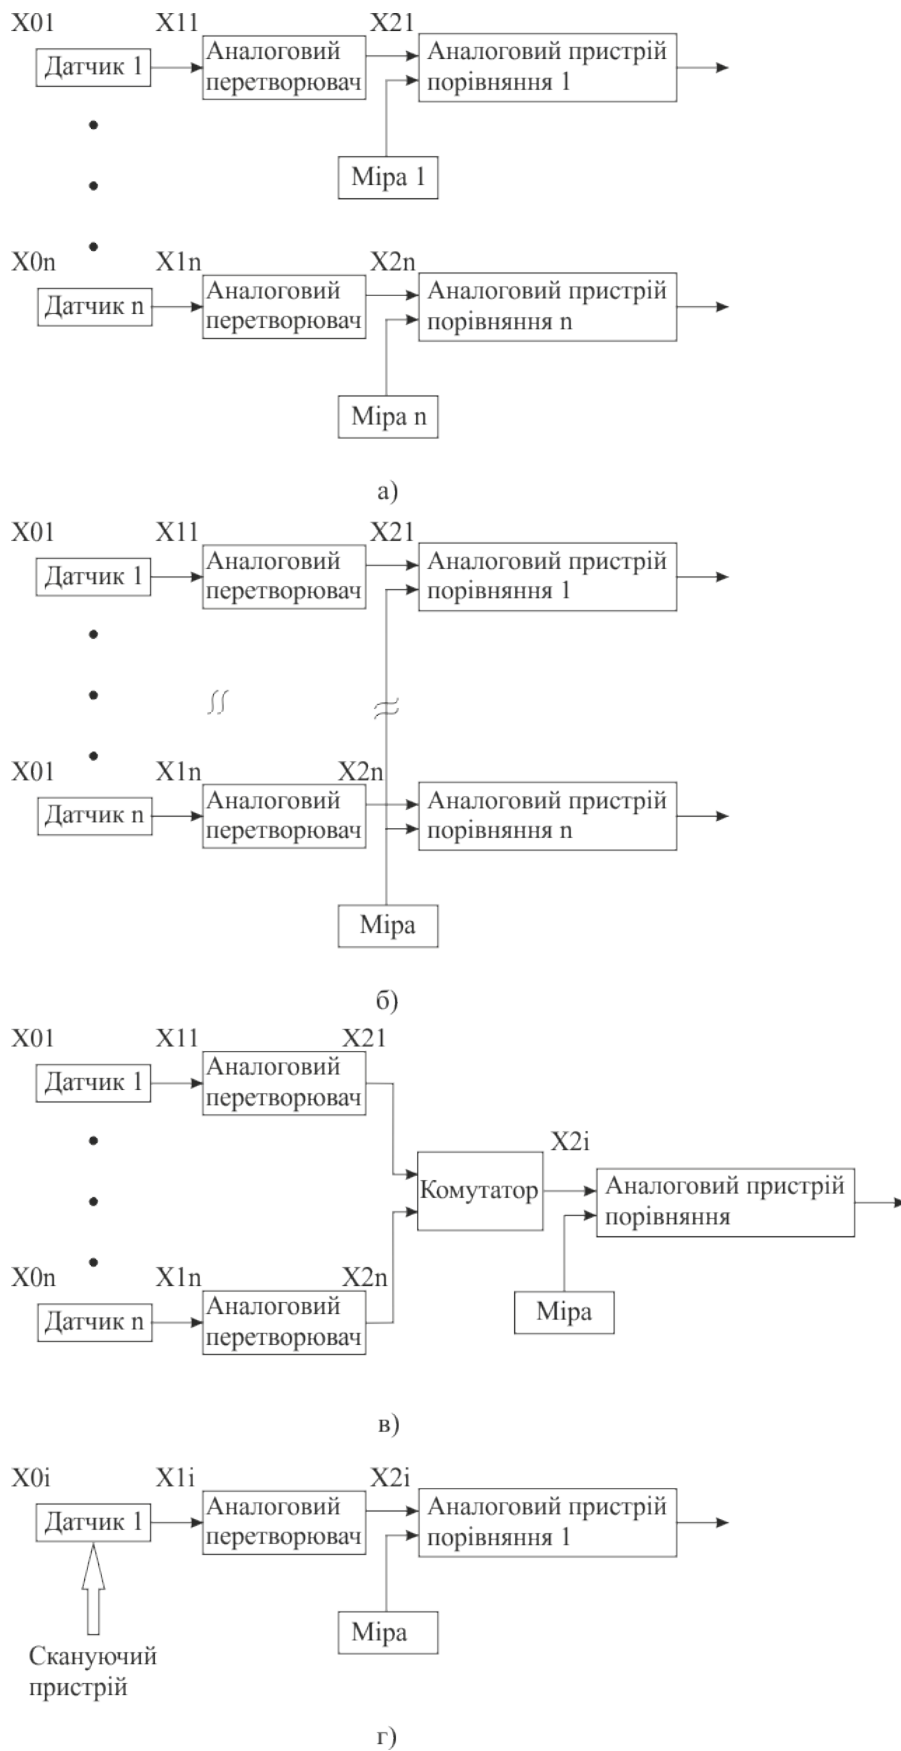 X01 X11 X21
Датчик 1
Аналоговий
перетворювач
Аналоговий пристрій
порівняння 1
Міра 1
X0n X1n X2n
Датчик n
Аналоговий
перетворювач
Аналоговий пристрій
порівняння n
Міра n
а)
X01 X11 X21
Датчик 1
Аналоговий
перетворювач
Аналоговий пристрій
порівняння 1
X01 X1n X2n
Датчик n
Аналоговий
перетворювач
Аналоговий пристрій
порівняння n
Міра
б)
X01 X11 X21
Датчик 1
Аналоговий
перетворювач
X2i
Комутатор
Аналоговий пристрій
порівняння
X0n X1n X2n
Датчик n
Аналоговий
перетворювач
Міра
в)
X0i X1i X2i
Датчик 1
Аналоговий
перетворювач
Аналоговий пристрій
порівняння 1
Міра
Скануючий
пристрій
г)